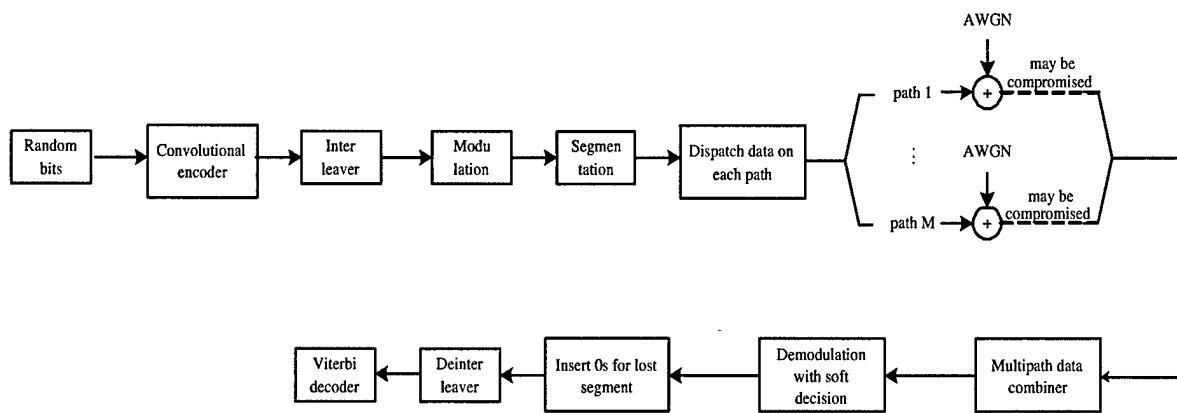 AWGN
may be
compromised
path 1
+
Random
bits
Convolutional
encoder
Inter
leaver
Modu
lation
Segmen
tation
Dispatch data on
each path
⋮
AWGN
may be
compromised
path M
+
Viterbi
decoder
Deinter
leaver
Insert 0s for lost
segment
Demodulation
with soft
decision
Multipath data
combiner